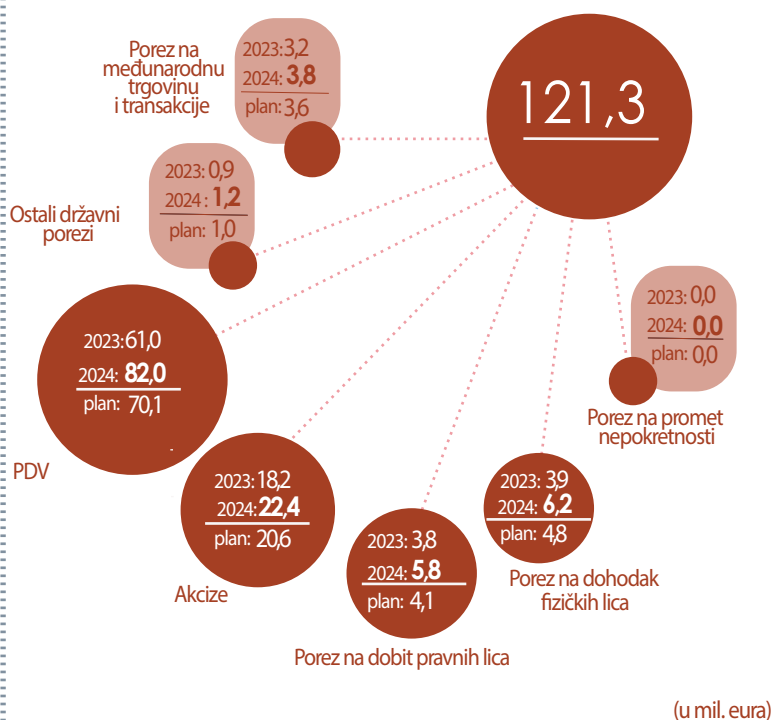 121,3
Porez na
međunarodnu
trgovinu
i transakcije
2023: 3,2
2024: 3,8
plan: 3,6
Ostali državni
porezi
2023: 0,9
2024 : 1,2
plan: 1,0
2023: 61,0
2024: 82,0
plan: 70,1
PDV
2023: 18,2
2024: 22,4
plan: 20,6
Akcize
2023: 3,8
2024: 5,8
plan: 4,1
Porez na dobit pravnih lica
2023: 3,9
2024: 6,2
plan: 4,8
Porez na dohodak
fizičkih lica
2023: 0,0
2024: 0,0
plan: 0,0
Porez na promet
nepokretnosti
(u mil. eura)